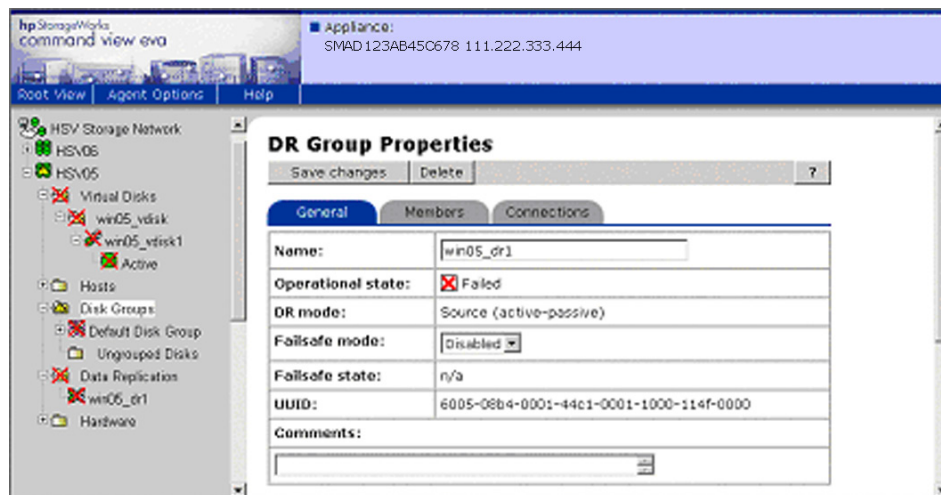 hp StorageWorks
command view eva
Appliance:
SMAD123AB45C678 111.222.333.444
Root View Agent Options Help
HSV Storage Network
HSV06
HSV05
Virtual Disks
win05_vdisk
win05_vdisk1
Active
Hosts
Disk Groups
Default Disk Group
Ungrouped Disks
Data Replication
win05_dr1
Hardware
DR Group Properties
Save changes Delete ?
General Members Connections
Name: win05_dr1
Operational state: Failed
DR mode: Source (active-passive)
Failsafe mode: Disabled
Failsafe state: n/a
UUID: 6005-08b4-0001-44c1-0001-1000-114f-0000
Comments: